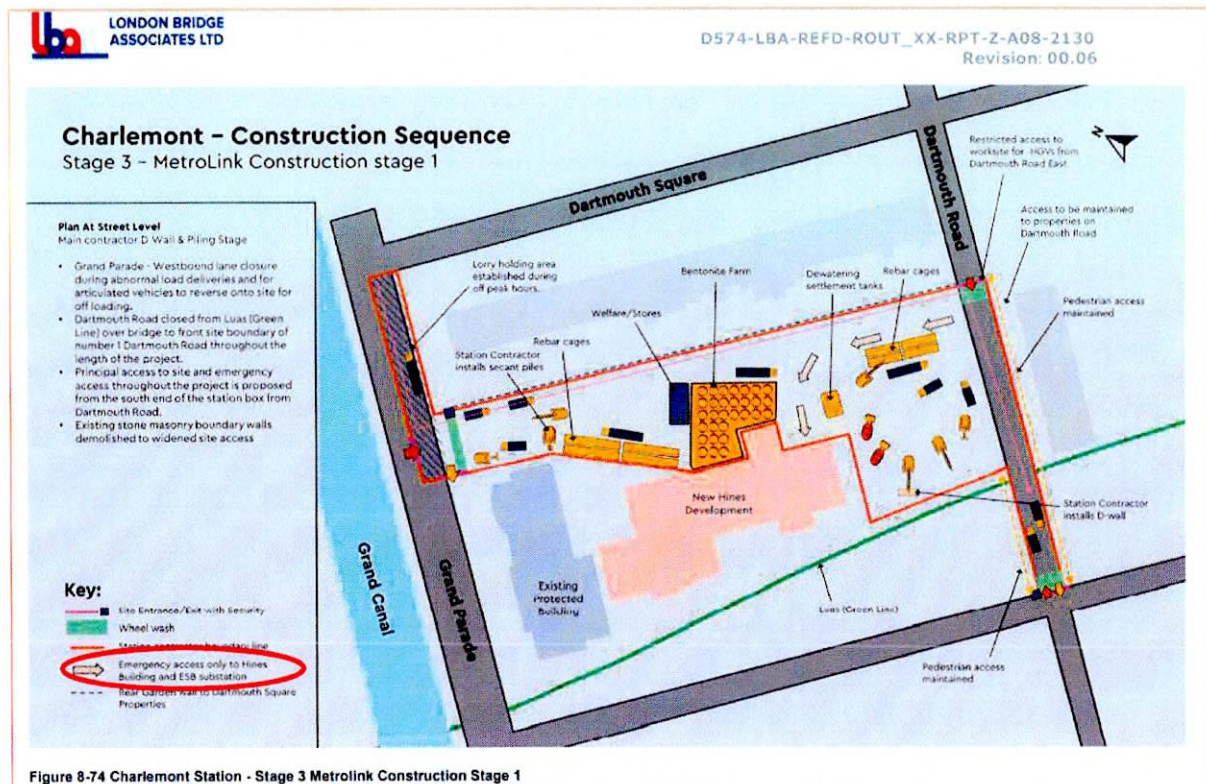 lba
LONDON BRIDGE
ASSOCIATES LTD
D574-LBA-REFD-ROUT_XX-RPT-Z-A08-2130
Revision: 00.06
Charlemont – Construction Sequence
Stage 3 – MetroLink Construction stage 1
Plan At Street Level
Main contractor D Wall & Piling Stage
• Grand Parade - Westbound lane closure
during abnormal load deliveries and for
articulated vehicles to reverse onto site for
off loading.
• Dartmouth Road closed from Luas (Green
Line) over bridge to front site boundary of
number 1 Dartmouth Road throughout the
length of the project.
• Principal access to site and emergency
access throughout the project is proposed
from the south end of the station box from
Dartmouth Road.
• Existing stone masonry boundary walls
demolished to widened site access
Key:
Site Entrance/Exit with Security
Wheel wash
Station contractor boundary line
Emergency access only to Hines
Building and ESB substation
Rear Garden wall to Dartmouth Square
Properties
Dartmouth Square
Dartmouth Road
Grand Canal
Grand Parade
N
Restricted access to
worksite for HGVs from
Dartmouth Road East.
Access to be maintained
to properties on
Dartmouth Road
Pedestrian access
maintained
Lorry holding area
established during
off peak hours.
Bentonite Farm
Dewatering
settlement tanks
Rebar cages
Welfare/Stores
Rebar cages
Station Contractor
installs secant piles
New Hines
Development
Existing
Protected
Building
Station Contractor
installs D-wall
Luas (Green Line)
Pedestrian access
maintained
Figure 8-74 Charlemont Station - Stage 3 Metrolink Construction Stage 1